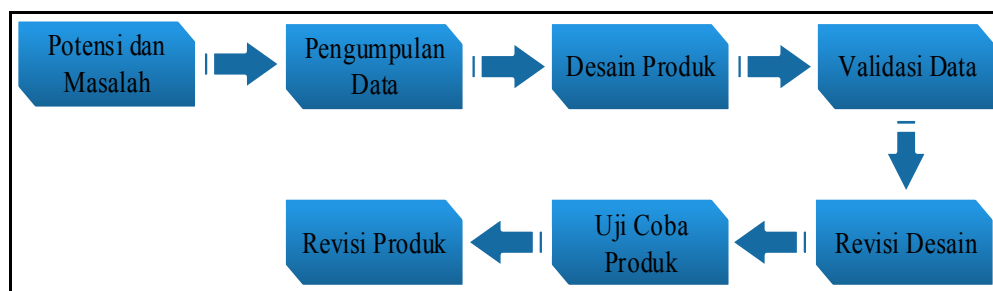 Potensi dan
Masalah
Pengumpulan
Data
Desain Produk
Validasi Data
Revisi Desain
Uji Coba
Produk
Revisi Produk